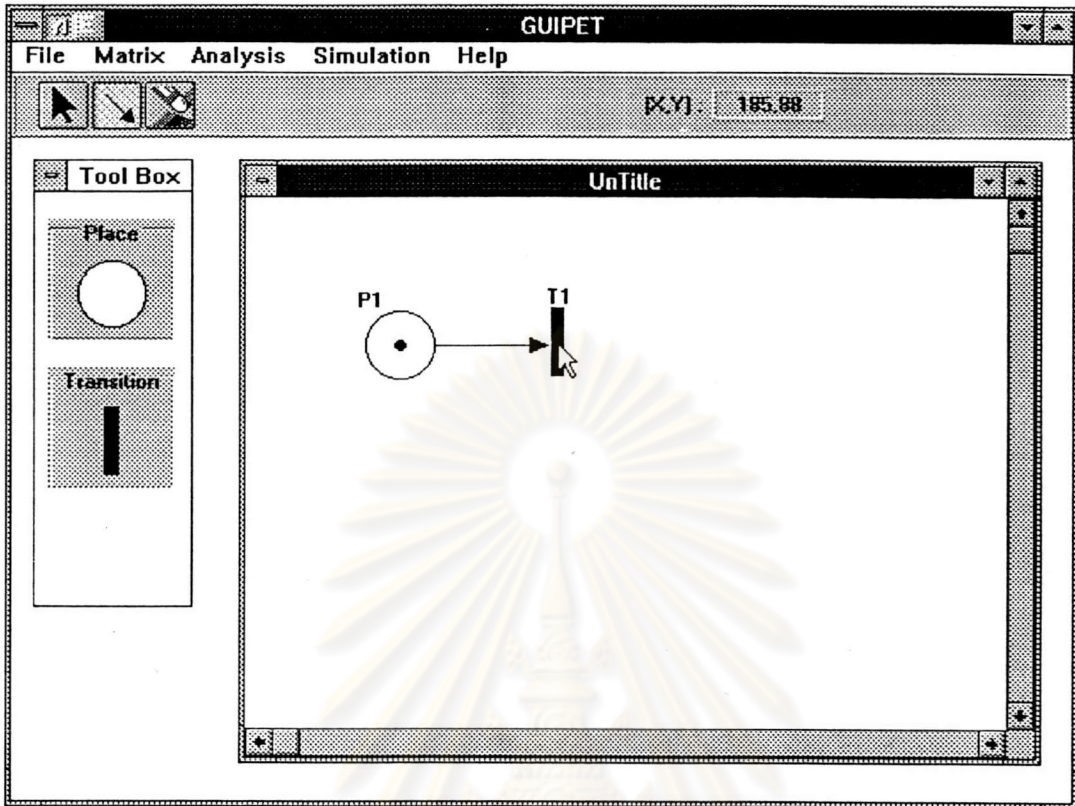 GUIPET
File Matrix Analysis Simulation Help
[X,Y] : 185.88
Tool Box
UnTitle
Place
P1
T1
Transition